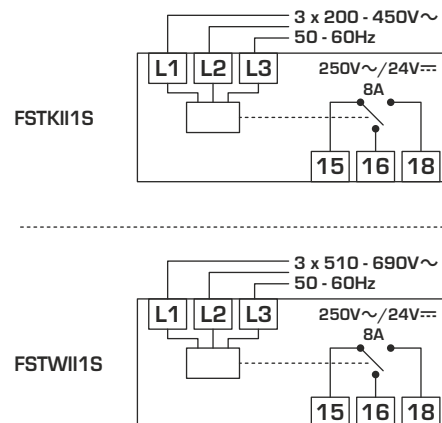 3 x 200 - 450V~
50 - 60Hz
L1 L2 L3
250V~/24V⎓
8A
FSTKII1S
15 16 18
3 x 510 - 690V~
50 - 60Hz
L1 L2 L3
250V~/24V⎓
8A
FSTWII1S
15 16 18